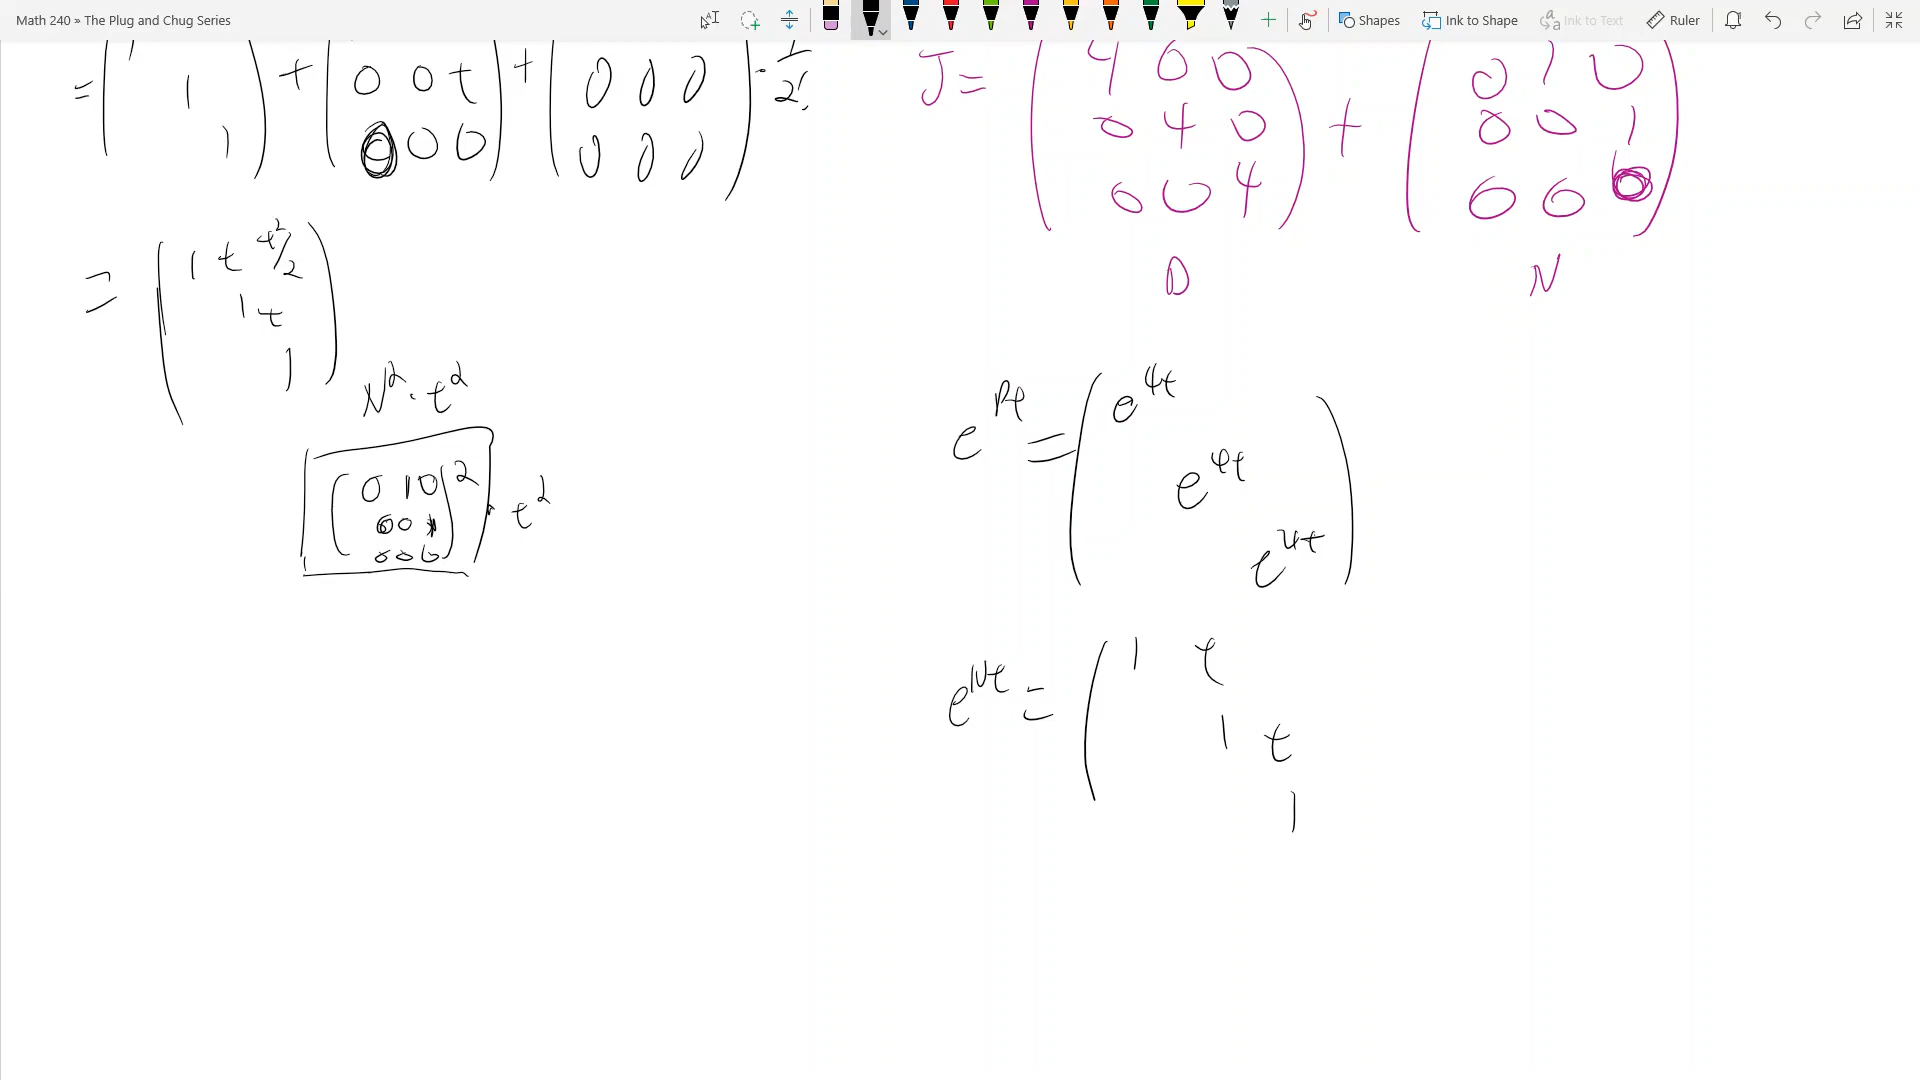 Math 240 » The Plug and Chug Series
Shapes
Ink to Shape
Ink to Text
Ruler
= ( 1 1 ) + ( 0 0 t + ( 0 0 0 ) · 1/2!
0 0 0
0 0 0
= ( 1 t t²/2
1 t
1 )
N² · t²
( 0 1 0 )² · t²
0 0 1
0 0 0
J = ( 4 0 0 + ( 0 1 0
0 4 0
0 0 1
0 0 4 )
0 0 0 )
D
N
e^Dt = ( e^4t
e^4t
e^4t )
e^Nt = ( 1 t
1 t
1